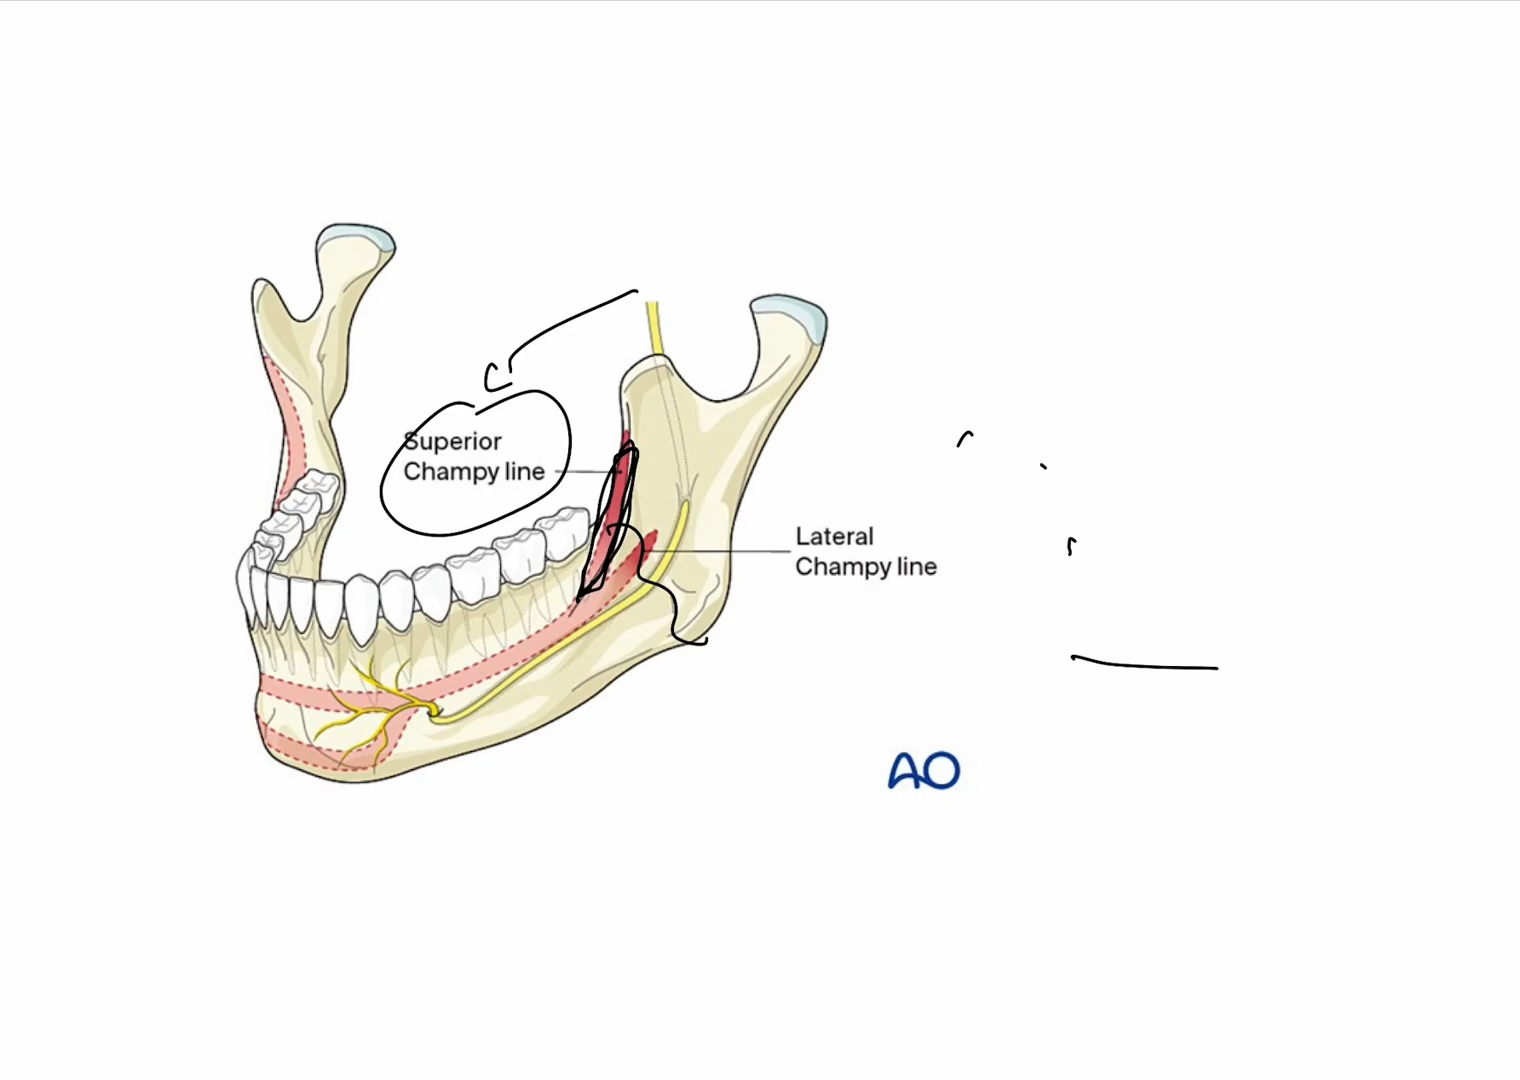 Superior
Champy line
Lateral
Champy line
AO